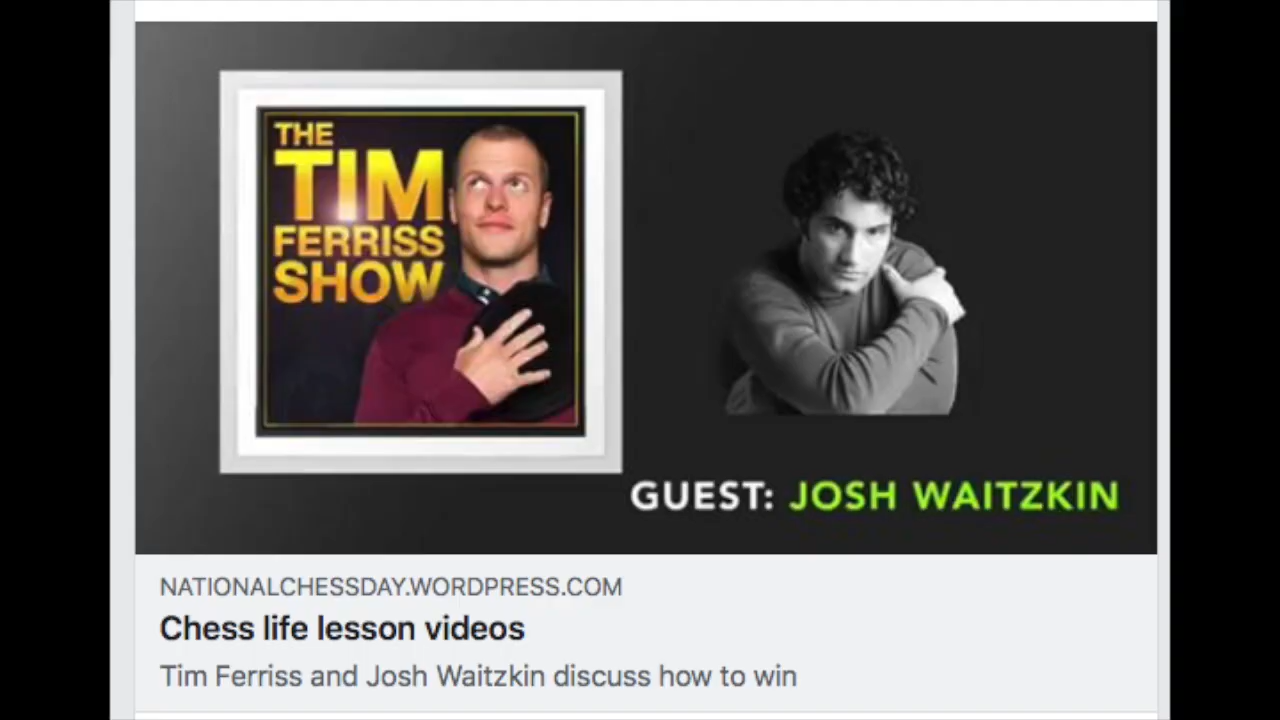 THE
TIM
FERRISS
SHOW
GUEST: JOSH WAITZKIN
NATIONALCHESSDAY.WORDPRESS.COM
Chess life lesson videos
Tim Ferriss and Josh Waitzkin discuss how to win